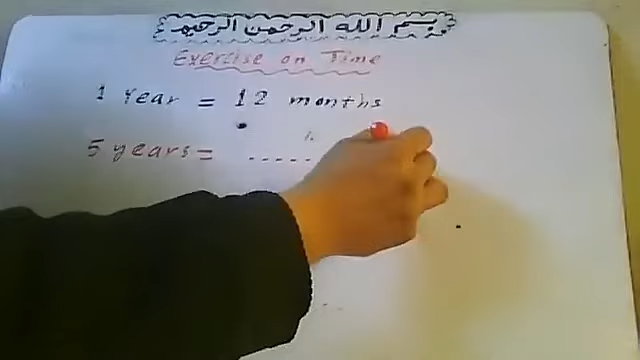 بسم الله الرحمن الرحيم
Exercise on Time
1 Year = 12 months
5 years = -----